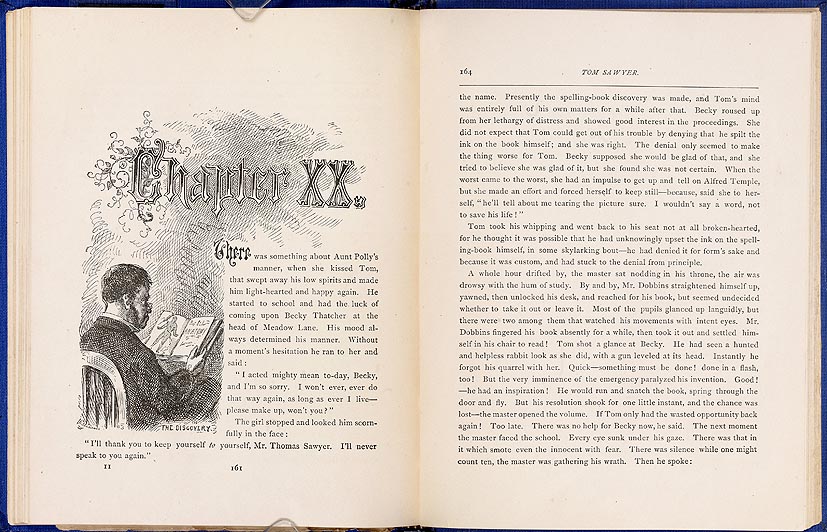 Chapter XX.
There was something about Aunt Polly's
manner, when she kissed Tom,
that swept away his low spirits and made
him light-hearted and happy again. He
started to school and had the luck of
coming upon Becky Thatcher at the
head of Meadow Lane. His mood al-
ways determined his manner. Without
a moment's hesitation he ran to her and
said:
"I acted mighty mean to-day, Becky,
and I'm so sorry. I won't ever, ever do
that way again, as long as ever I live—
please make up, won't you?"
The girl stopped and looked him scorn-
fully in the face:
THE DISCOVERY.
"I'll thank you to keep yourself to yourself, Mr. Thomas Sawyer. I'll never
speak to you again."
11 161
164 TOM SAWYER.
the name. Presently the spelling-book discovery was made, and Tom's mind
was entirely full of his own matters for a while after that. Becky roused up
from her lethargy of distress and showed good interest in the proceedings. She
did not expect that Tom could get out of his trouble by denying that he spilt the
ink on the book himself; and she was right. The denial only seemed to make
the thing worse for Tom. Becky supposed she would be glad of that, and she
tried to believe she was glad of it, but she found she was not certain. When the
worst came to the worst, she had an impulse to get up and tell on Alfred Temple,
but she made an effort and forced herself to keep still—because, said she to her-
self, "he'll tell about me tearing the picture sure. I wouldn't say a word, not
to save his life!"
Tom took his whipping and went back to his seat not at all broken-hearted,
for he thought it was possible that he had unknowingly upset the ink on the spell-
ing-book himself, in some skylarking bout—he had denied it for form's sake and
because it was custom, and had stuck to the denial from principle.
A whole hour drifted by, the master sat nodding in his throne, the air was
drowsy with the hum of study. By and by, Mr. Dobbins straightened himself up,
yawned, then unlocked his desk, and reached for his book, but seemed undecided
whether to take it out or leave it. Most of the pupils glanced up languidly, but
there were two among them that watched his movements with intent eyes. Mr.
Dobbins fingered his book absently for a while, then took it out and settled him-
self in his chair to read! Tom shot a glance at Becky. He had seen a hunted
and helpless rabbit look as she did, with a gun leveled at its head. Instantly he
forgot his quarrel with her. Quick—something must be done! done in a flash,
too! But the very imminence of the emergency paralyzed his invention. Good!
—he had an inspiration! He would run and snatch the book, spring through the
door and fly. But his resolution shook for one little instant, and the chance was
lost—the master opened the volume. If Tom only had the wasted opportunity back
again! Too late. There was no help for Becky now, he said. The next moment
the master faced the school. Every eye sunk under his gaze. There was that in
it which smote even the innocent with fear. There was silence while one might
count ten, the master was gathering his wrath. Then he spoke: